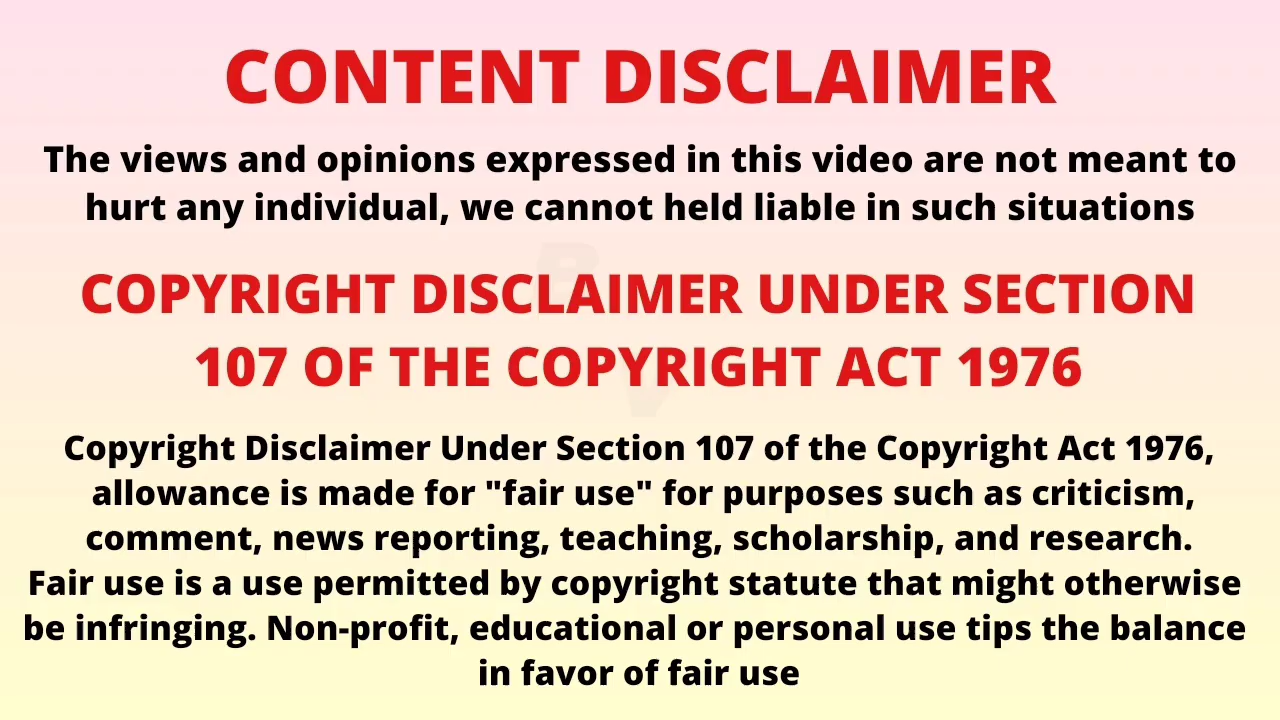 CONTENT DISCLAIMER
The views and opinions expressed in this video are not meant to
hurt any individual, we cannot held liable in such situations
COPYRIGHT DISCLAIMER UNDER SECTION
107 OF THE COPYRIGHT ACT 1976
Copyright Disclaimer Under Section 107 of the Copyright Act 1976,
allowance is made for "fair use" for purposes such as criticism,
comment, news reporting, teaching, scholarship, and research.
Fair use is a use permitted by copyright statute that might otherwise
be infringing. Non-profit, educational or personal use tips the balance
in favor of fair use